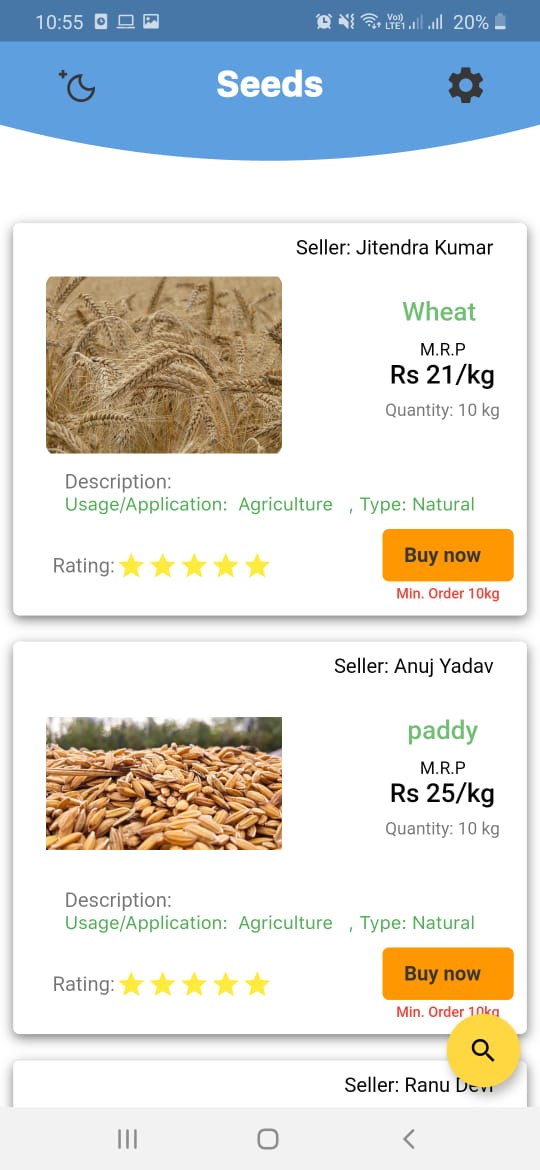 10:55
Vo))
LTE1
20%
Seeds
Seller: Jitendra Kumar
Wheat
M.R.P
Rs 21/kg
Quantity: 10 kg
Description:
Usage/Application:  Agriculture   , Type: Natural
Rating:
Buy now
Min. Order 10kg
Seller: Anuj Yadav
paddy
M.R.P
Rs 25/kg
Quantity: 10 kg
Description:
Usage/Application:  Agriculture   , Type: Natural
Rating:
Buy now
Min. Order 10kg
Seller: Ranu Devi